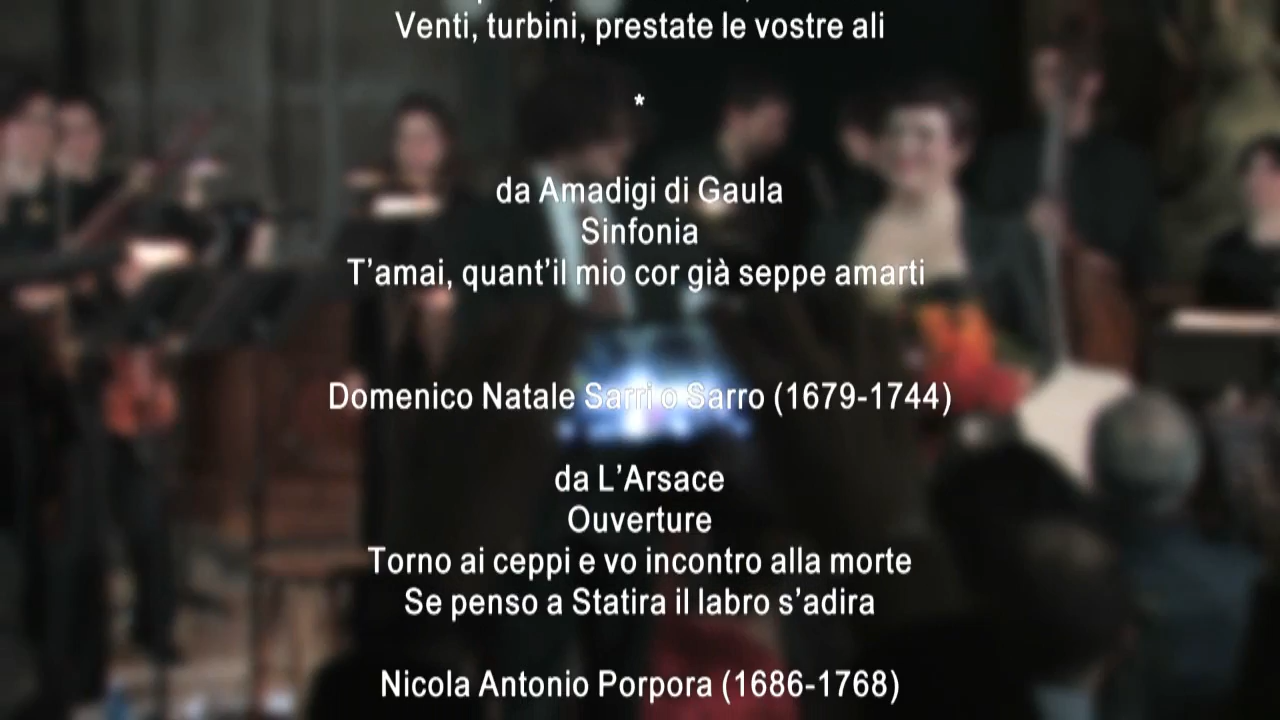 Venti, turbini, prestate le vostre ali
*
da Amadigi di Gaula
Sinfonia
T’amai, quant’il mio cor già seppe amarti
Domenico Natale Sarri o Sarro (1679-1744)
da L’Arsace
Ouverture
Torno ai ceppi e vo incontro alla morte
Se penso a Statira il labro s’adira
Nicola Antonio Porpora (1686-1768)